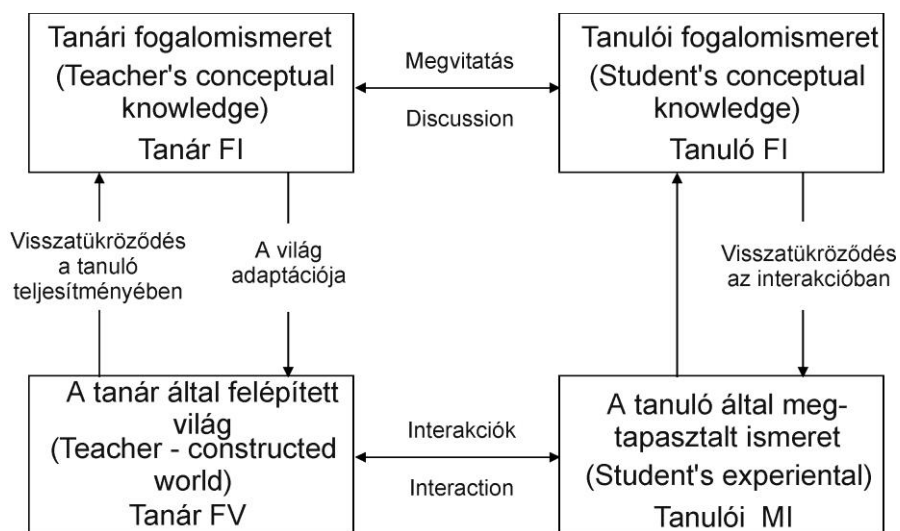 Tanári fogalomismeret
(Teacher's conceptual
knowledge)
Tanár FI
Megvitatás
Discussion
Tanulói fogalomismeret
(Student's conceptual
knowledge)
Tanuló FI
Visszatükröződés
a tanuló
teljesítményében
A világ
adaptációja
Visszatükröződés
az interakcióban
A tanár által felépített
világ
(Teacher - constructed
world)
Tanár FV
Interakciók
Interaction
A tanuló által meg-
tapasztalt ismeret
(Student's experiental)
Tanulói MI